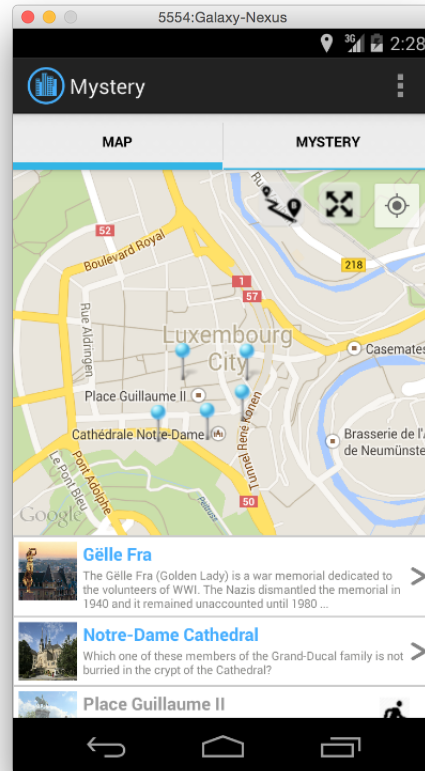 5554:Galaxy-Nexus
3G 2:28
Mystery
MAP
MYSTERY
Ru
52
Boulevard Royal
218
1
57
Rue Aldringen
Luxembourg
City
Casemates
Place Guillaume II
Cathédrale Notre-Dame
Tunnel René Konen
Brasserie de l'A
de Neumünste
Le Pont Bleu
Pont Adolphe
Petruss
50
Google
Gëlle Fra
The Gëlle Fra (Golden Lady) is a war memorial dedicated to
the volunteers of WWI. The Nazis dismantled the memorial in
1940 and it remained unaccounted until 1980 ...
Notre-Dame Cathedral
Which one of these members of the Grand-Ducal family is not
burried in the crypt of the Cathedral?
Place Guillaume II